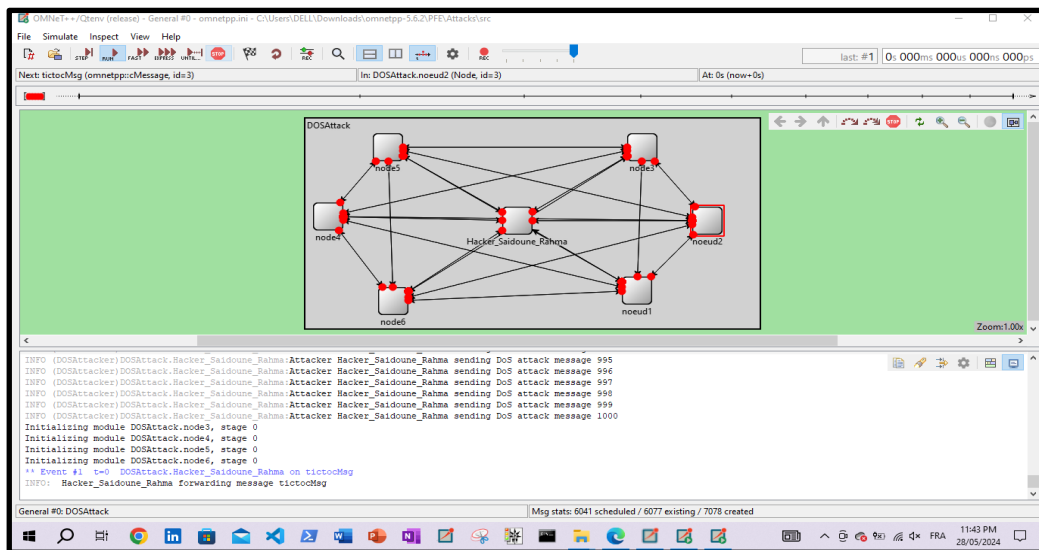 OMNeT++/Qtenv (release) - General #0 - omnetpp.ini - C:\Users\DELL\Downloads\omnetpp-5.6.2\PFE\Attacks\src
File Simulate Inspect View Help
STEP RUN FAST EXPRESS UNTIL... STOP REC REC last: #1 0s 000ms 000us 000ns 000ps
Next: tictocMsg (omnetpp::cMessage, id=3) In: DOSAttack.noeud2 (Node, id=3) At: 0s (now+0s)
DOSAttack
STOP
node5
node3
node4
Hacker_Saidoune_Rahma
noeud2
node6
noeud1
Zoom:1.00x
INFO (DOSAttacker)DOSAttack.Hacker_Saidoune_Rahma:Attacker Hacker_Saidoune_Rahma sending DoS attack message 995
INFO (DOSAttacker)DOSAttack.Hacker_Saidoune_Rahma:Attacker Hacker_Saidoune_Rahma sending DoS attack message 996
INFO (DOSAttacker)DOSAttack.Hacker_Saidoune_Rahma:Attacker Hacker_Saidoune_Rahma sending DoS attack message 997
INFO (DOSAttacker)DOSAttack.Hacker_Saidoune_Rahma:Attacker Hacker_Saidoune_Rahma sending DoS attack message 998
INFO (DOSAttacker)DOSAttack.Hacker_Saidoune_Rahma:Attacker Hacker_Saidoune_Rahma sending DoS attack message 999
INFO (DOSAttacker)DOSAttack.Hacker_Saidoune_Rahma:Attacker Hacker_Saidoune_Rahma sending DoS attack message 1000
Initializing module DOSAttack.node3, stage 0
Initializing module DOSAttack.node4, stage 0
Initializing module DOSAttack.node5, stage 0
Initializing module DOSAttack.node6, stage 0
** Event #1 t=0 DOSAttack.Hacker_Saidoune_Rahma on tictocMsg
INFO: Hacker_Saidoune_Rahma forwarding message tictocMsg
General #0: DOSAttack Msg stats: 6041 scheduled / 6077 existing / 7078 created
FRA 11:43 PM
28/05/2024